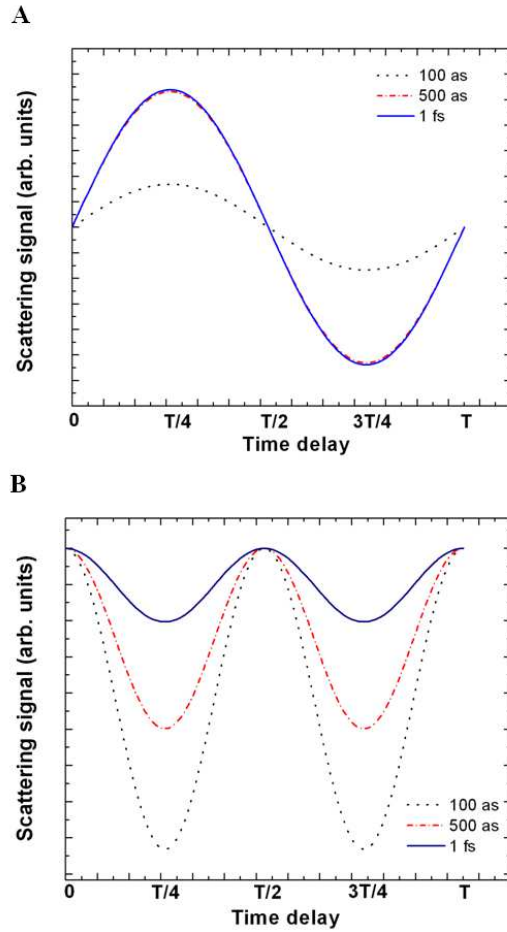 A
Scattering signal (arb. units)
100 as
500 as
1 fs
0 T/4 T/2 3T/4 T
Time delay
B
Scattering signal (arb. units)
100 as
500 as
1 fs
0 T/4 T/2 3T/4 T
Time delay